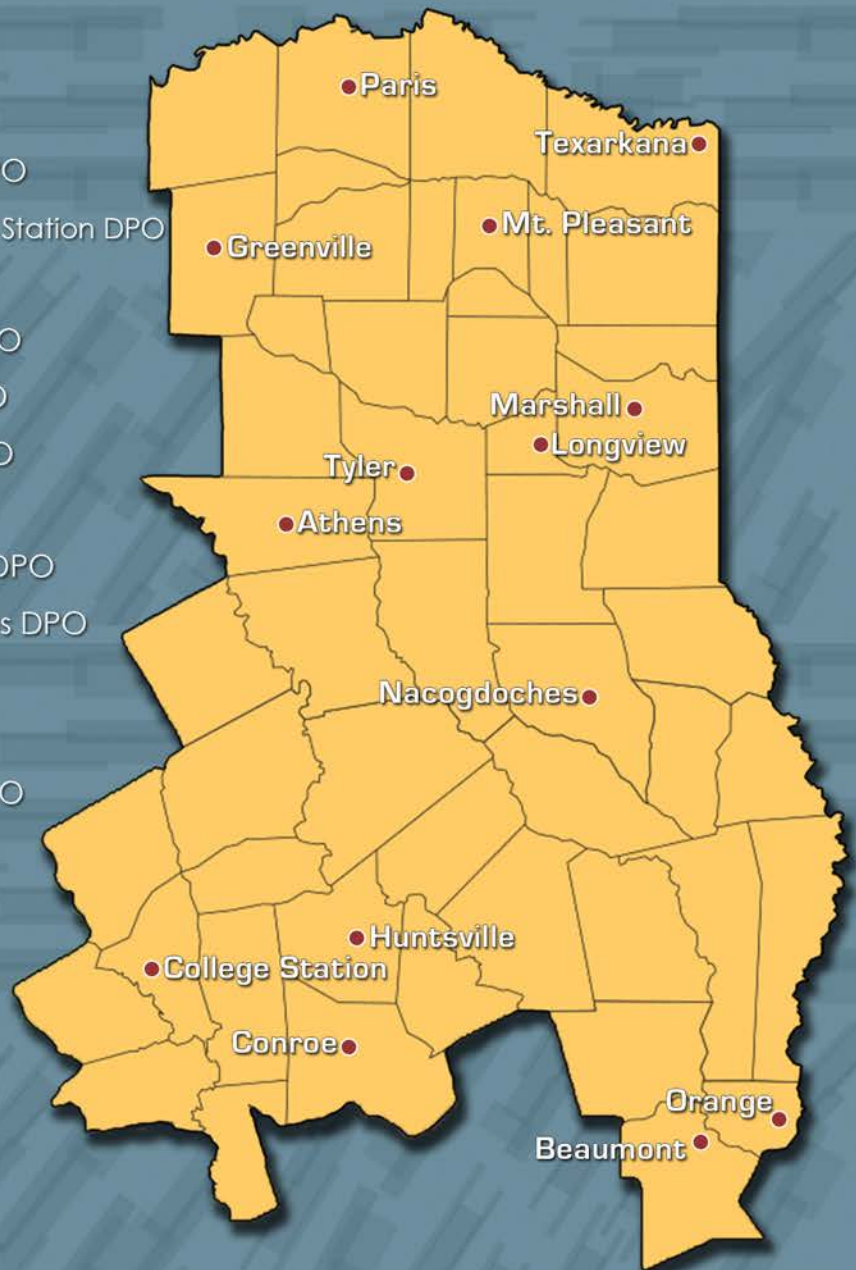 O
Station DPO
O
O
O
DPO
s DPO
O
Paris
Texarkana
Mt. Pleasant
Greenville
Marshall
Longview
Tyler
Athens
Nacogdoches
Huntsville
College Station
Conroe
Orange
Beaumont